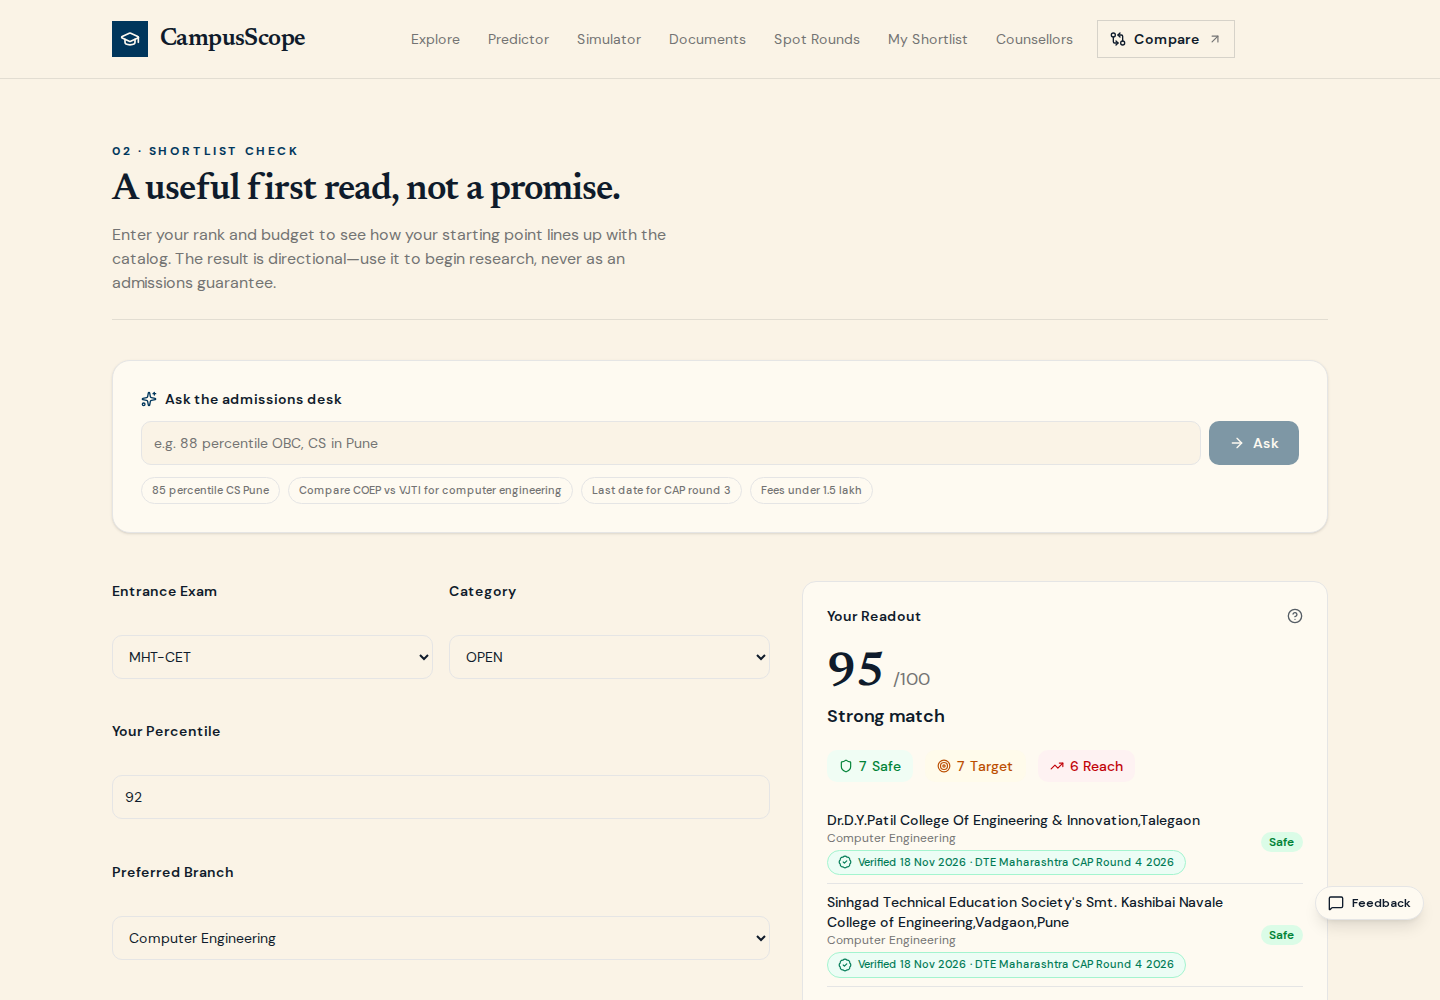 CampusScope
Explore
Predictor
Simulator
Documents
Spot Rounds
My Shortlist
Counsellors
Compare
02 · SHORTLIST CHECK
A useful first read, not a promise.
Enter your rank and budget to see how your starting point lines up with the
catalog. The result is directional—use it to begin research, never as an
admissions guarantee.
Ask the admissions desk
e.g. 88 percentile OBC, CS in Pune
Ask
85 percentile CS Pune
Compare COEP vs VJTI for computer engineering
Last date for CAP round 3
Fees under 1.5 lakh
Entrance Exam
Category
MHT-CET
OPEN
Your Percentile
92
Preferred Branch
Computer Engineering
Your Readout
95 /100
Strong match
7 Safe
7 Target
6 Reach
Dr.D.Y.Patil College Of Engineering & Innovation,Talegaon
Computer Engineering
Verified 18 Nov 2026 · DTE Maharashtra CAP Round 4 2026
Safe
Sinhgad Technical Education Society's Smt. Kashibai Navale
College of Engineering,Vadgaon,Pune
Computer Engineering
Verified 18 Nov 2026 · DTE Maharashtra CAP Round 4 2026
Safe
Feedback